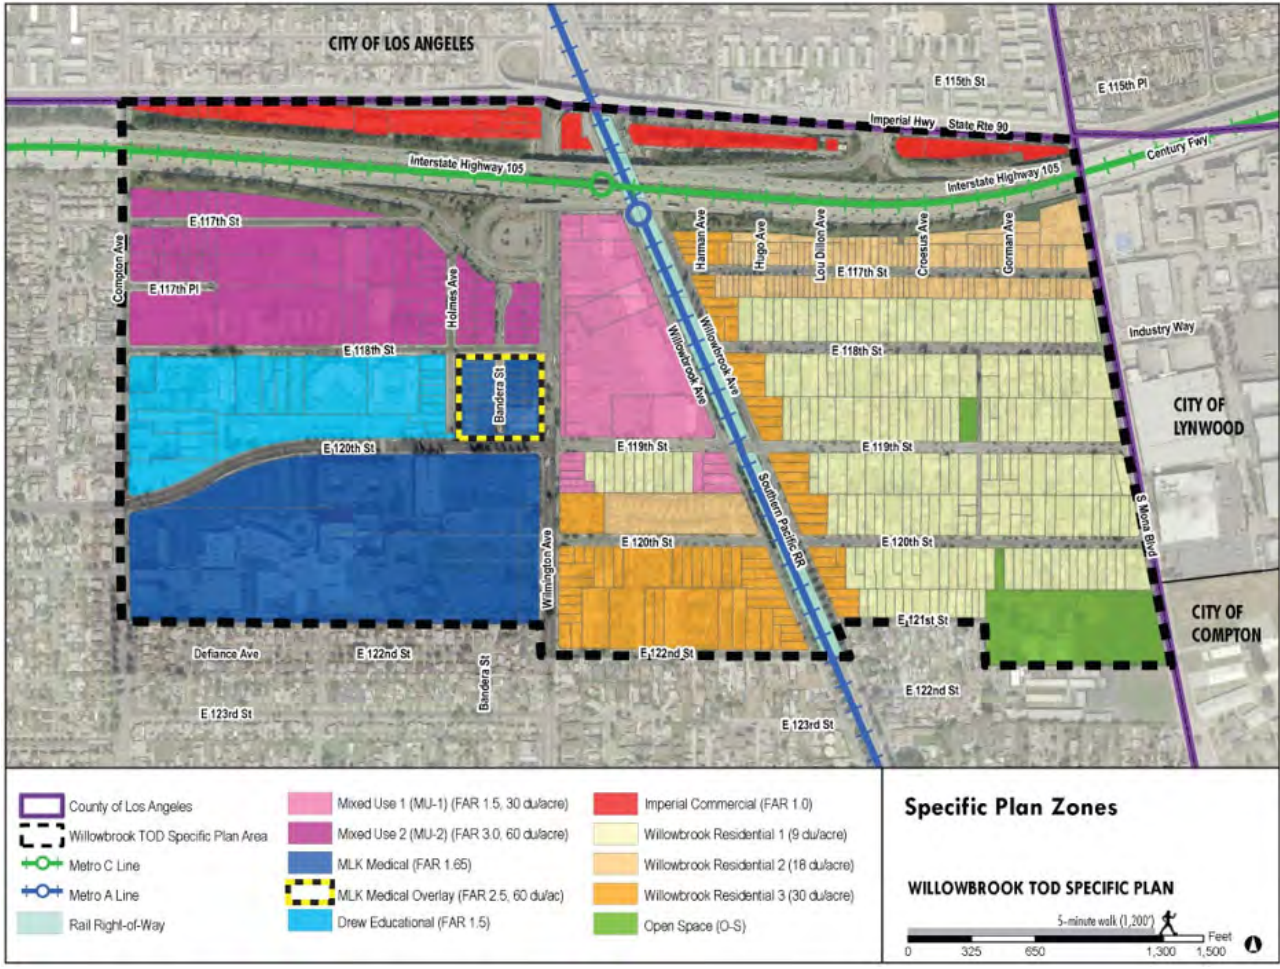 CITY OF LOS ANGELES
E 115th St
E 115th Pl
Imperial Hwy
State Rte 90
Century Fwy
Interstate Highway 105
Interstate Highway 105
E 117th St
Compton Ave
E 117th Pl
Holmes Ave
Harman Ave
Hugo Ave
Lou Dillon Ave
Croesus Ave
Gorman Ave
E 117th St
Industry Way
E 118th St
Bandera St
Willowbrook Ave
Willowbrook Ave
E 118th St
CITY OF
LYNWOOD
E 120th St
E 119th St
E 119th St
Southern Pacific RR
S Mona Blvd
Wilmington Ave
E 120th St
E 120th St
CITY OF
COMPTON
E 121st St
Defiance Ave
E 122nd St
Bandera St
E 122nd St
E 122nd St
E 123rd St
E 123rd St
County of Los Angeles
Willowbrook TOD Specific Plan Area
Metro C Line
Metro A Line
Rail Right-of-Way
Mixed Use 1 (MU-1) (FAR 1.5, 30 du/acre)
Mixed Use 2 (MU-2) (FAR 3.0, 60 du/acre)
MLK Medical (FAR 1.65)
MLK Medical Overlay (FAR 2.5, 60 du/ac)
Drew Educational (FAR 1.5)
Imperial Commercial (FAR 1.0)
Willowbrook Residential 1 (9 du/acre)
Willowbrook Residential 2 (18 du/acre)
Willowbrook Residential 3 (30 du/acre)
Open Space (O-S)
Specific Plan Zones
WILLOWBROOK TOD SPECIFIC PLAN
5-minute walk (1,200')
Feet
0 325 650 1,300 1,500